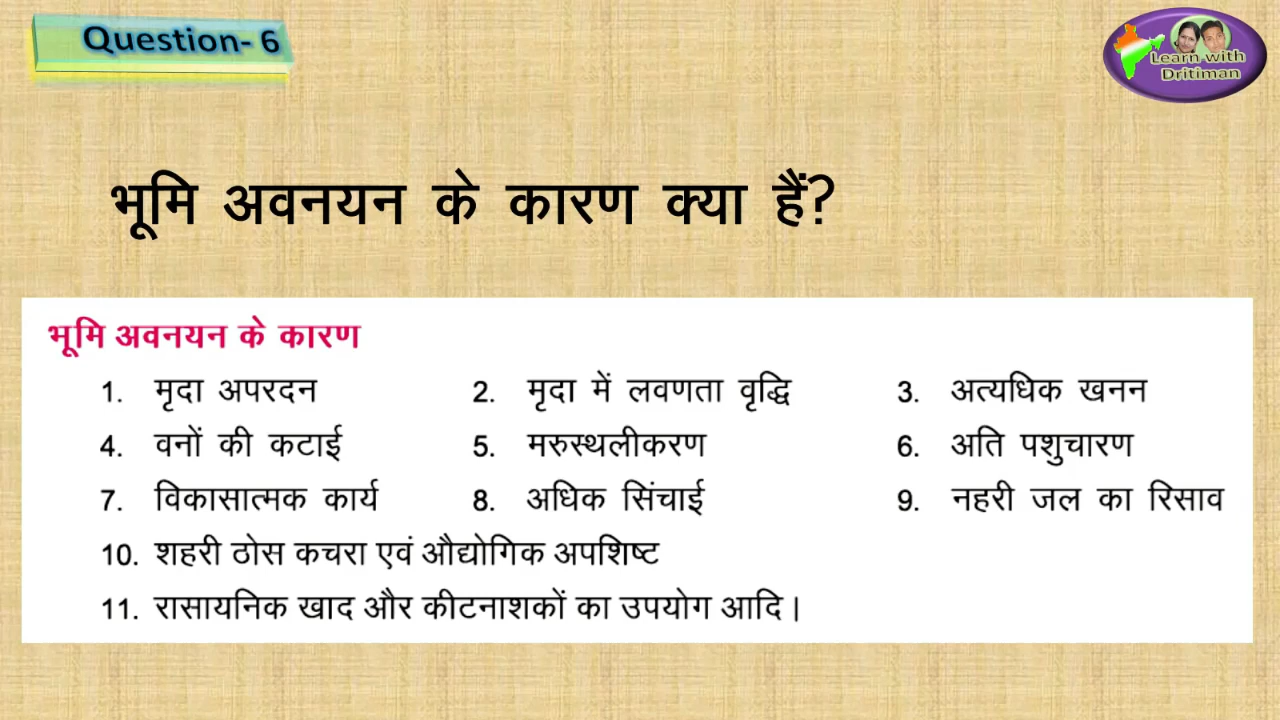 Question- 6
Learn with
Dritiman
भूमि अवनयन के कारण क्या हैं?
भूमि अवनयन के कारण
1. मृदा अपरदन 2. मृदा में लवणता वृद्धि 3. अत्यधिक खनन
4. वनों की कटाई 5. मरुस्थलीकरण 6. अति पशुचारण
7. विकासात्मक कार्य 8. अधिक सिंचाई 9. नहरी जल का रिसाव
10. शहरी ठोस कचरा एवं औद्योगिक अपशिष्ट
11. रासायनिक खाद और कीटनाशकों का उपयोग आदि।